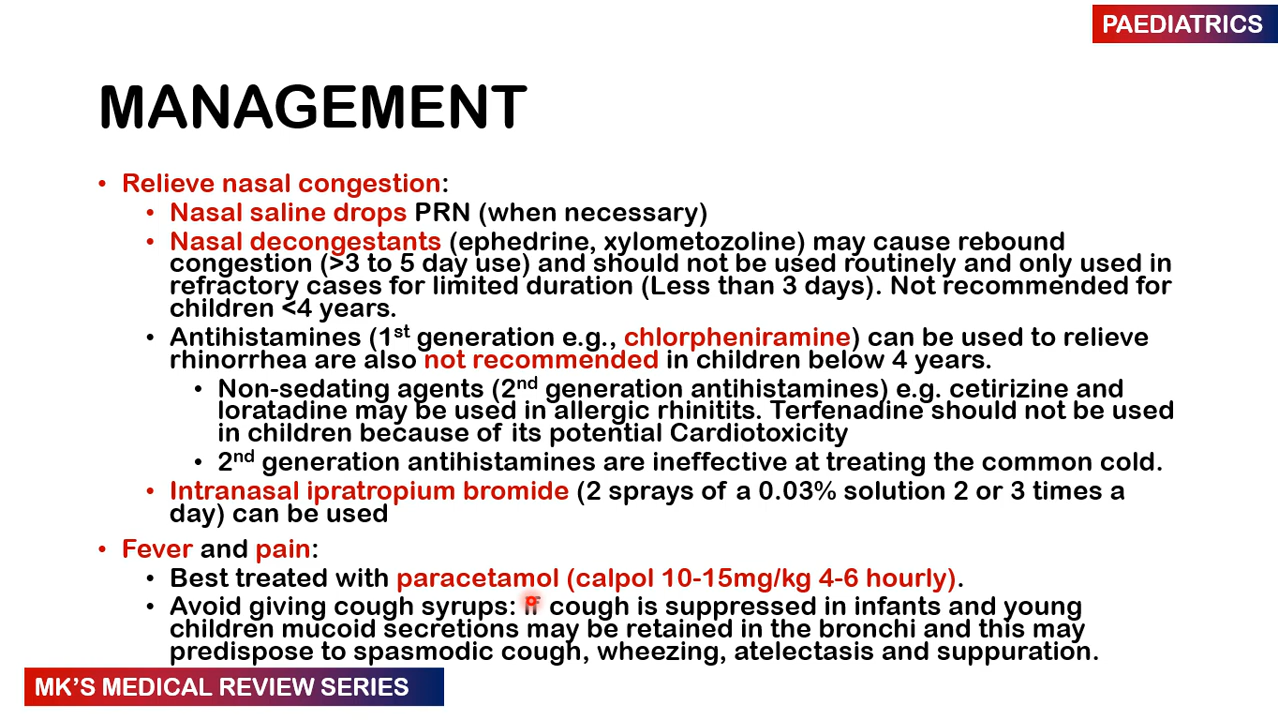 PAEDIATRICS
MANAGEMENT
• Relieve nasal congestion:
• Nasal saline drops PRN (when necessary)
• Nasal decongestants (ephedrine, xylometozoline) may cause rebound
congestion (>3 to 5 day use) and should not be used routinely and only used in
refractory cases for limited duration (Less than 3 days). Not recommended for
children <4 years.
• Antihistamines (1st generation e.g., chlorpheniramine) can be used to relieve
rhinorrhea are also not recommended in children below 4 years.
• Non-sedating agents (2nd generation antihistamines) e.g. cetirizine and
loratadine may be used in allergic rhinitits. Terfenadine should not be used
in children because of its potential Cardiotoxicity
• 2nd generation antihistamines are ineffective at treating the common cold.
• Intranasal ipratropium bromide (2 sprays of a 0.03% solution 2 or 3 times a
day) can be used
• Fever and pain:
• Best treated with paracetamol (calpol 10-15mg/kg 4-6 hourly).
• Avoid giving cough syrups: if cough is suppressed in infants and young
children mucoid secretions may be retained in the bronchi and this may
predispose to spasmodic cough, wheezing, atelectasis and suppuration.
MK'S MEDICAL REVIEW SERIES